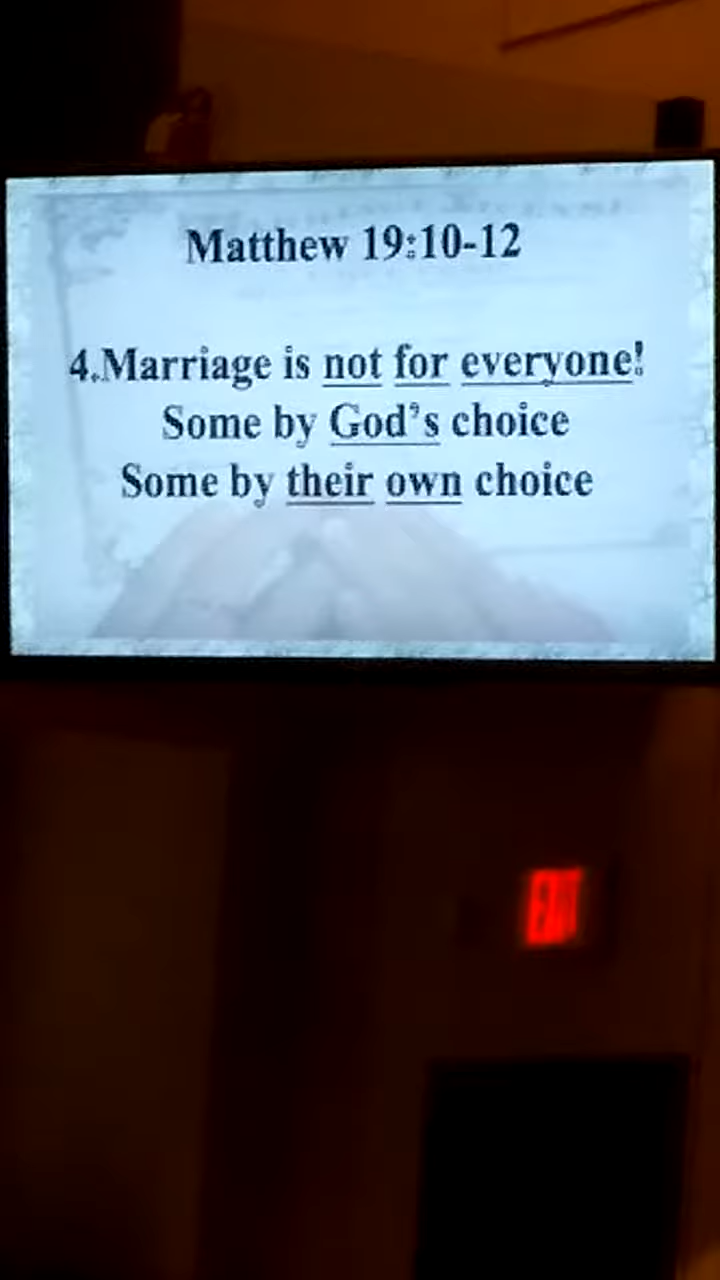 Matthew 19:10-12
4.Marriage is not for everyone!
Some by God's choice
Some by their own choice
EXIT